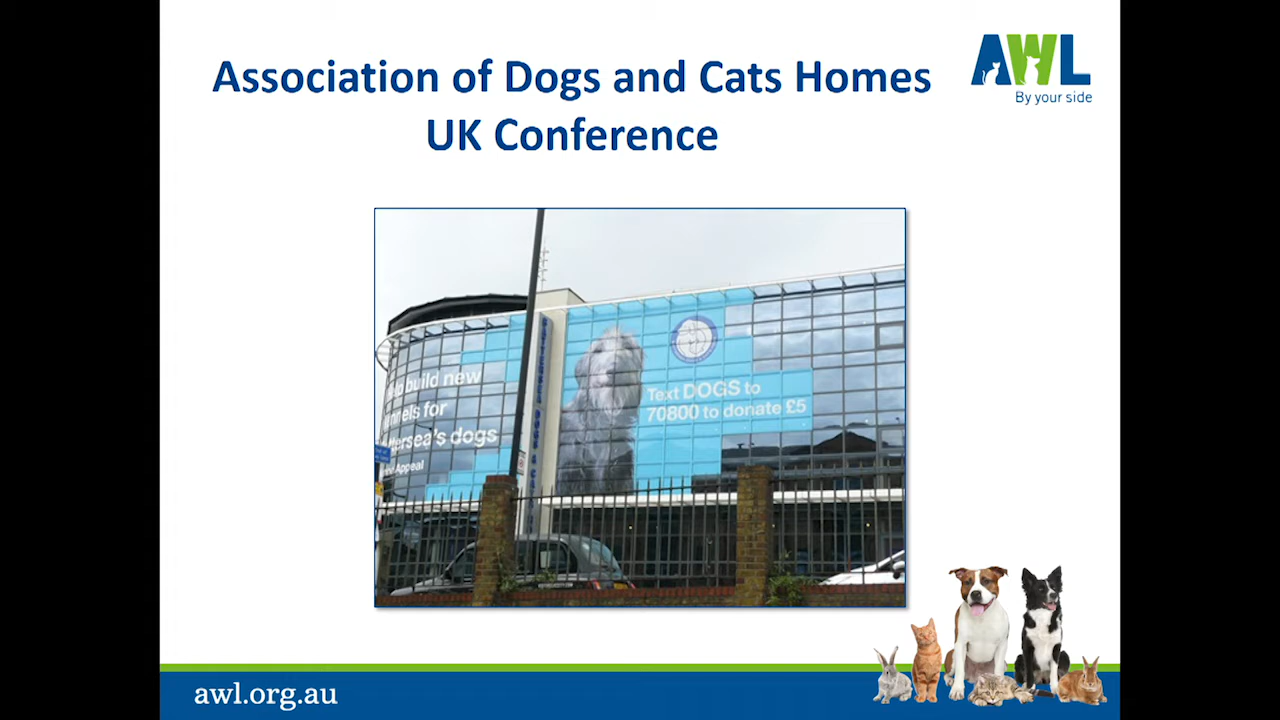 Association of Dogs and Cats Homes
UK Conference
AWL
By your side
build new
for
dogs
Appeal
Text DOGS to
70800 to donate £5
awl.org.au